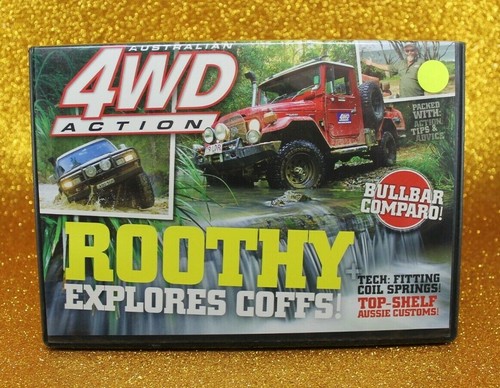 AUSTRALIAN
4WD
ACTION
PACKED
WITH:
ACTION,
TIPS &
ADVICE
BULLBAR
COMPARO!
ROOTHY
EXPLORES COFFS!
+
TECH: FITTING
COIL SPRINGS!
TOP-SHELF
AUSSIE CUSTOMS!